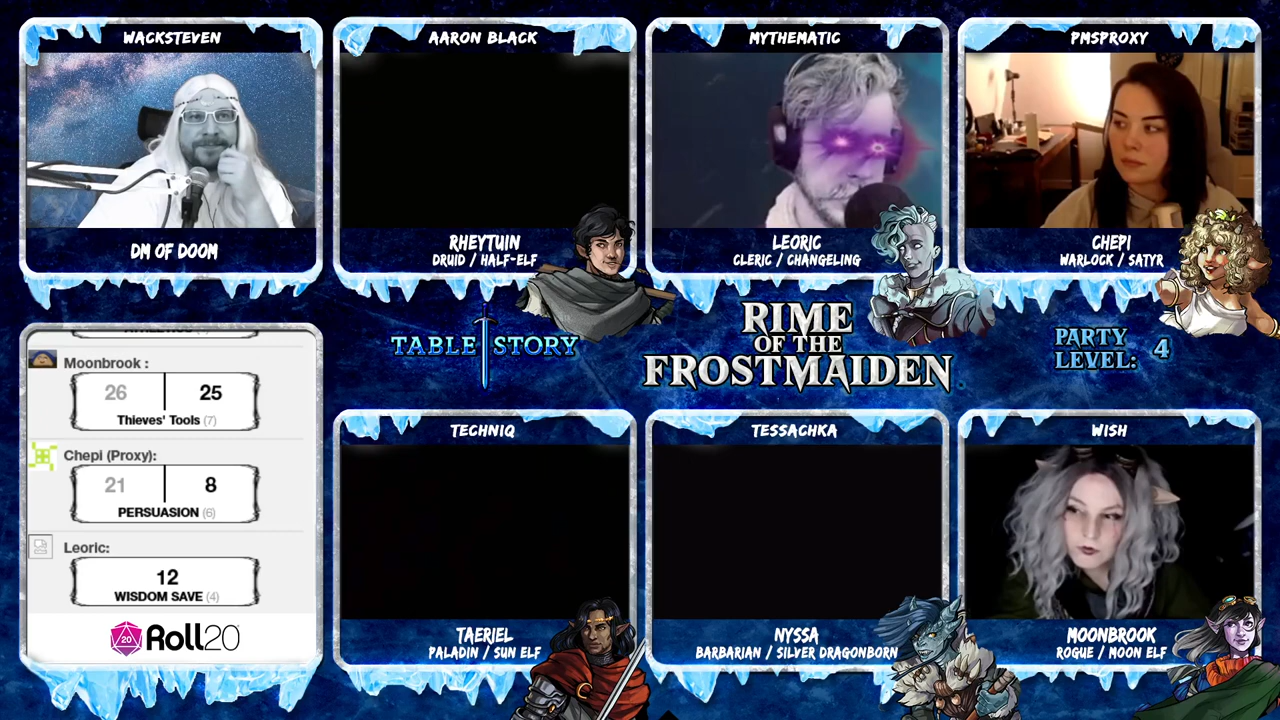 WACKSTEVEN
DM OF DOOM
AARON BLACK
RHEYTUIN
DRUID / HALF-ELF
MYTHEMATIC
LEORIC
CLERIC / CHANGELING
PMSPROXY
CHEPI
WARLOCK / SATYR
TABLE STORY
RIME
OF THE
FROSTMAIDEN
PARTY
LEVEL: 4
Moonbrook :
26 25
Thieves' Tools (7)
Chepi (Proxy):
21 8
PERSUASION (6)
Leoric:
12
WISDOM SAVE (4)
20 Roll20
TECHNIQ
TAERIEL
PALADIN / SUN ELF
TESSACHKA
NYSSA
BARBARIAN / SILVER DRAGONBORN
WISH
MOONBROOK
ROGUE / MOON ELF